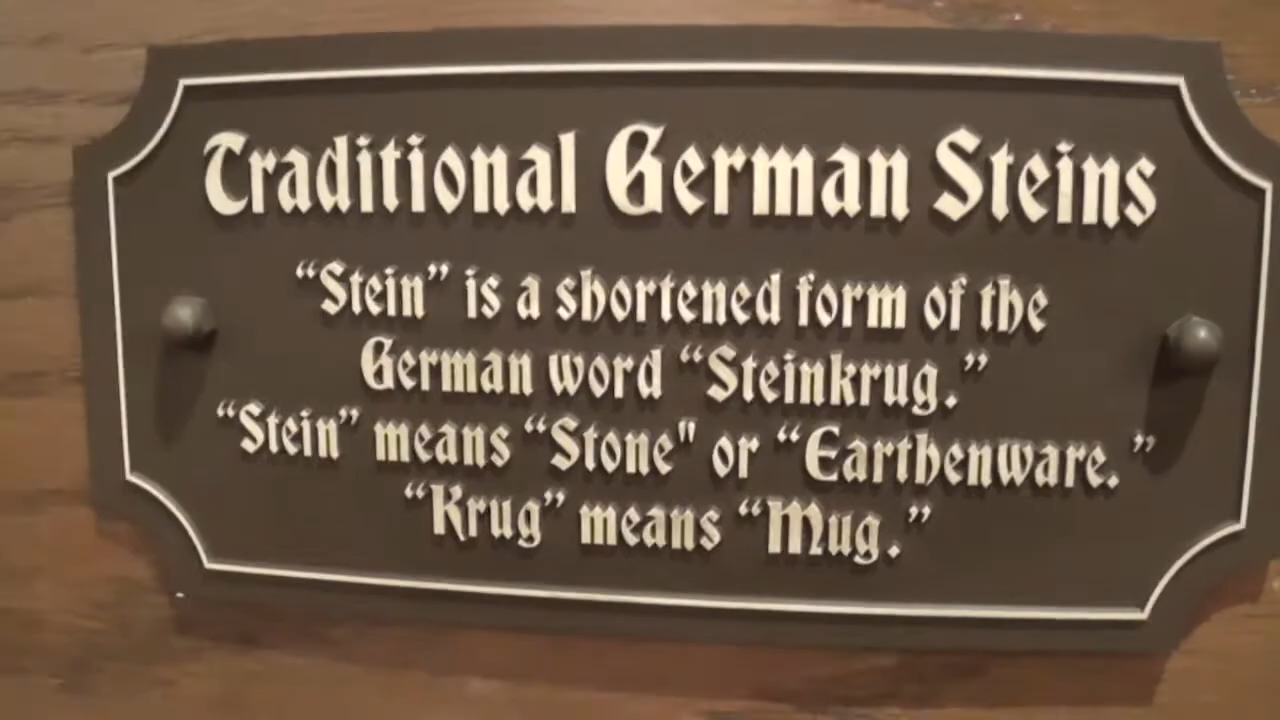 Traditional German Steins
“Stein” is a shortened form of the
German word “Steinkrug.”
“Stein” means “Stone" or “Earthenware.”
“Krug” means “Mug.”